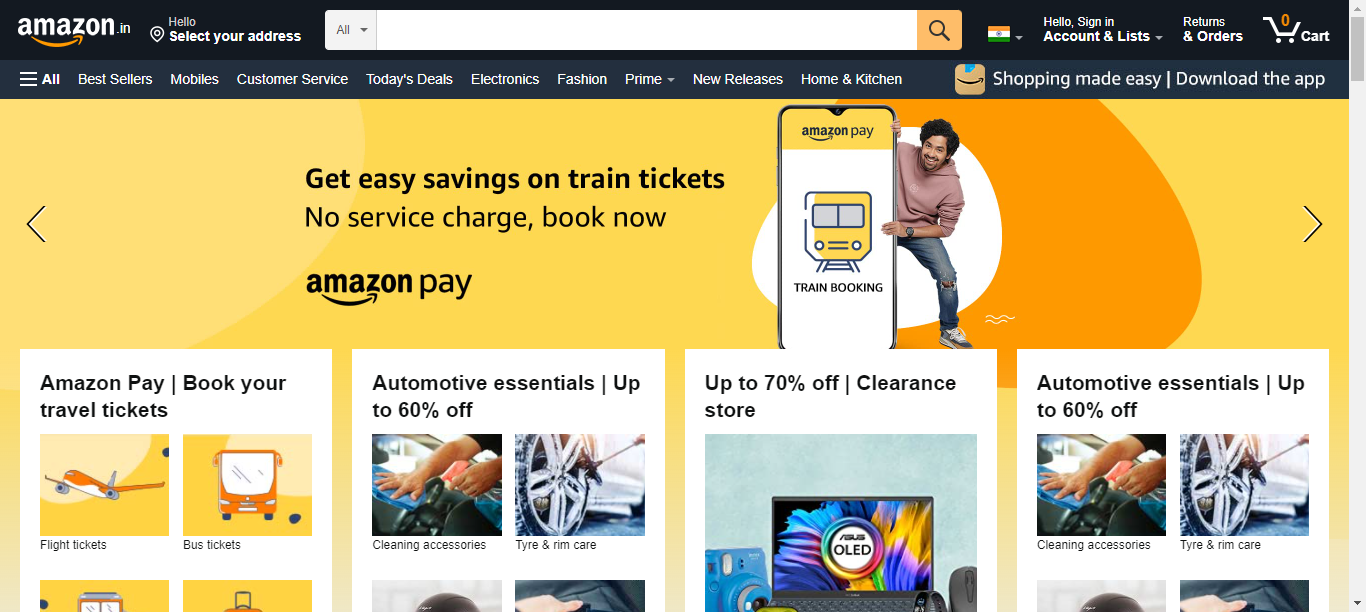 amazon.in
Hello
Select your address
All
Hello, Sign in
Account & Lists
Returns
& Orders
0
Cart
All
Best Sellers
Mobiles
Customer Service
Today's Deals
Electronics
Fashion
Prime
New Releases
Home & Kitchen
Shopping made easy | Download the app
Get easy savings on train tickets
No service charge, book now
amazon pay
amazon pay
TRAIN BOOKING
Amazon Pay | Book your
travel tickets
Flight tickets
Bus tickets
Automotive essentials | Up
to 60% off
Cleaning accessories
Tyre & rim care
Up to 70% off | Clearance
store
ASUS
OLED
Automotive essentials | Up
to 60% off
Cleaning accessories
Tyre & rim care